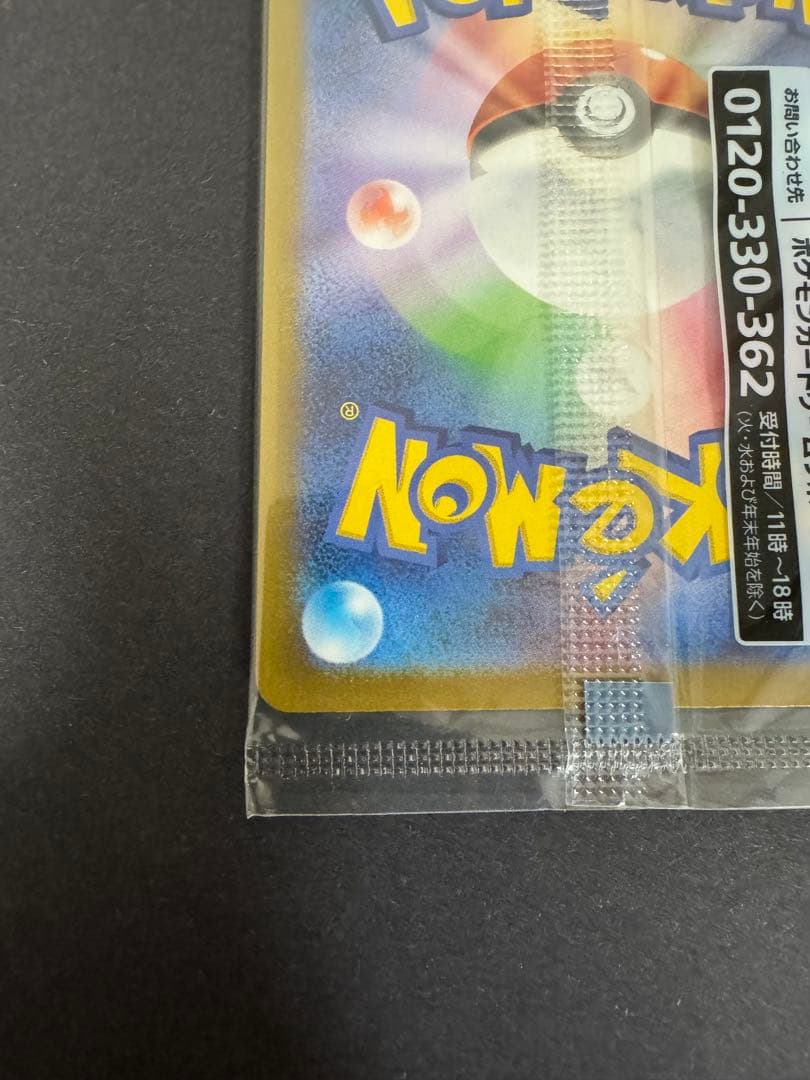 お問い合わせ先
0120-330-362
受付時間/11時~18時
(火・水および年末年始を除く)
POKéMON
®